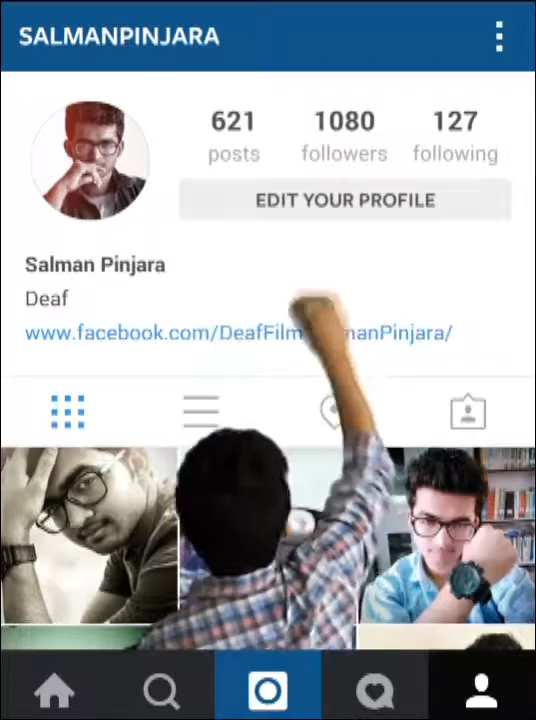 SALMANPINJARA
621 1080 127
posts followers following
EDIT YOUR PROFILE
Salman Pinjara
Deaf
www.facebook.com/DeafFilm manPinjara/